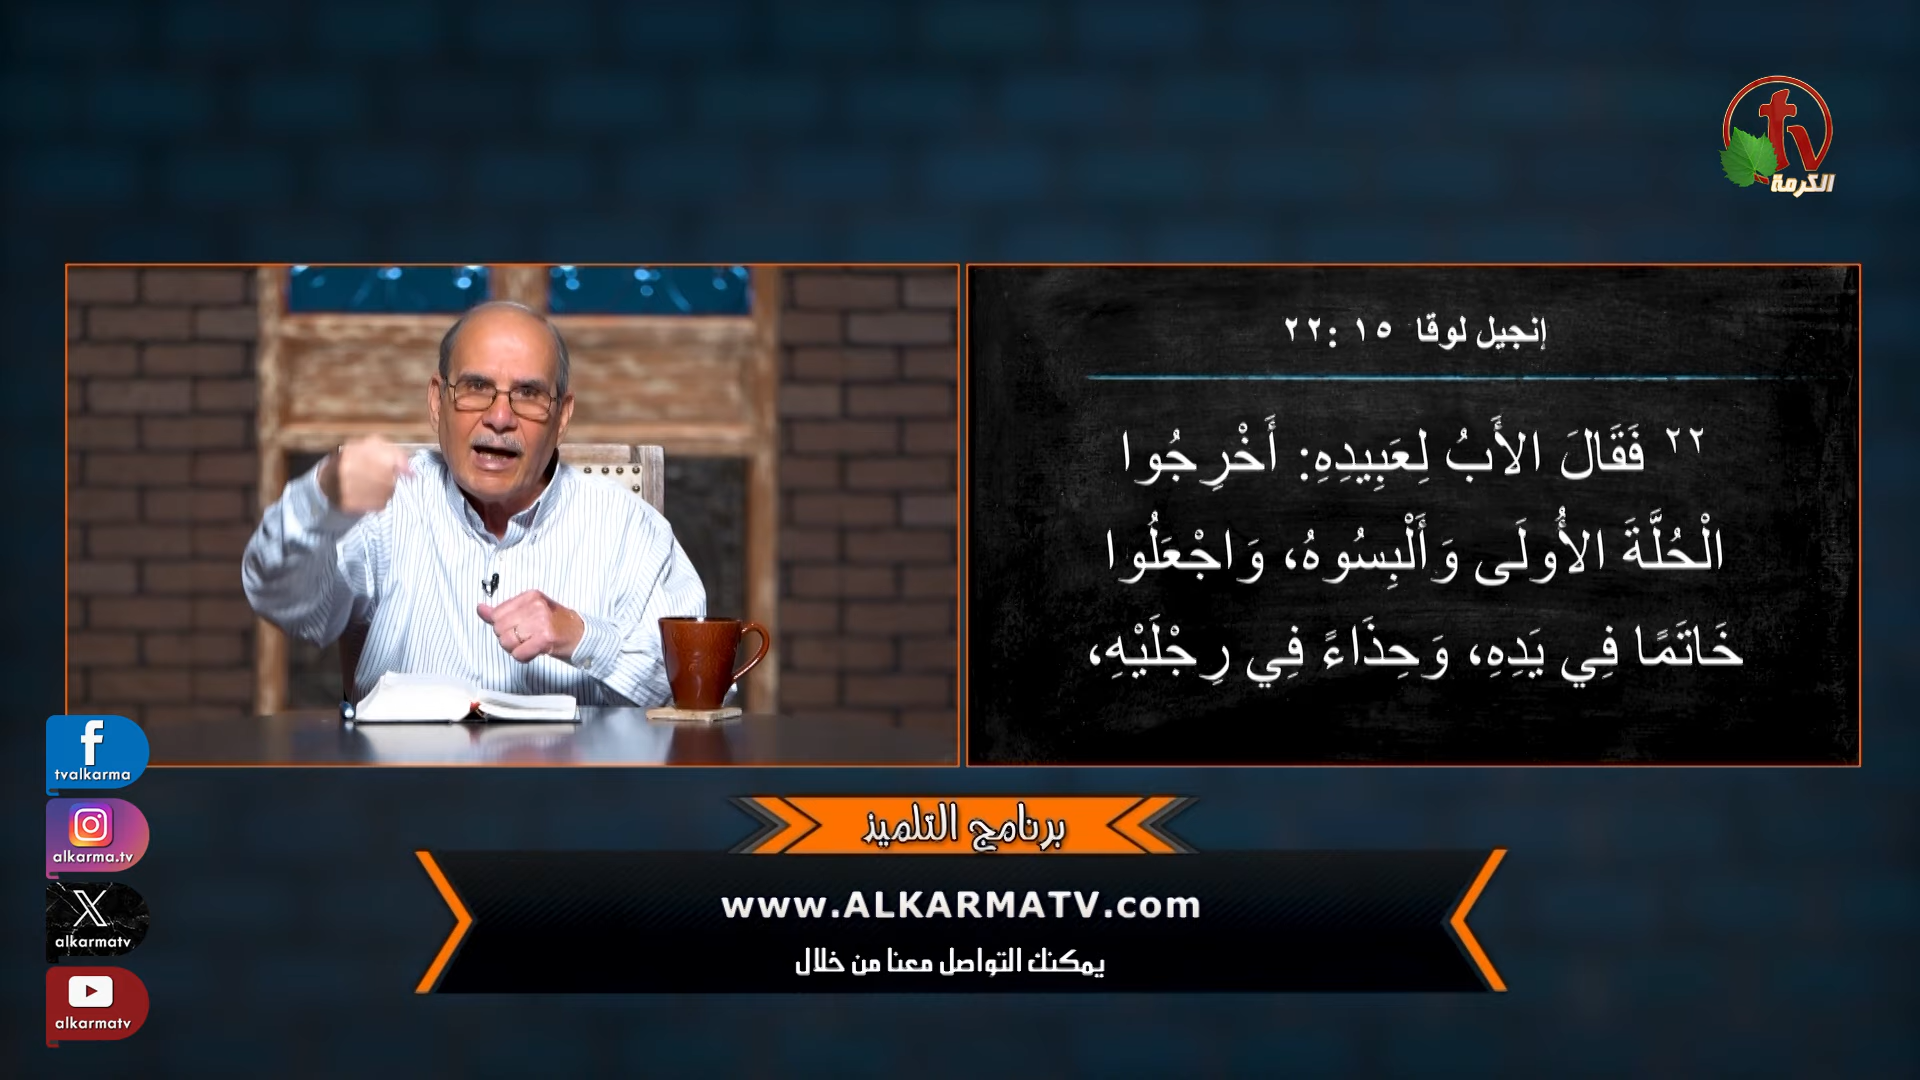 tv
الكرمة
إنجيل لوقا ١٥ :٢٢
٢٢ فَقَالَ الأَبُ لِعَبِيدِهِ: أَخْرِجُوا
الْحُلَّةَ الأُولَى وَأَلْبِسُوهُ، وَاجْعَلُوا
خَاتَمًا فِي يَدِهِ، وَحِذَاءً فِي رِجْلَيْهِ،
f
tvalkarma
alkarma.tv
X
alkarmatv
alkarmatv
برنامج التلميذ
www.ALKARMATV.com
يمكنك التواصل معنا من خلال